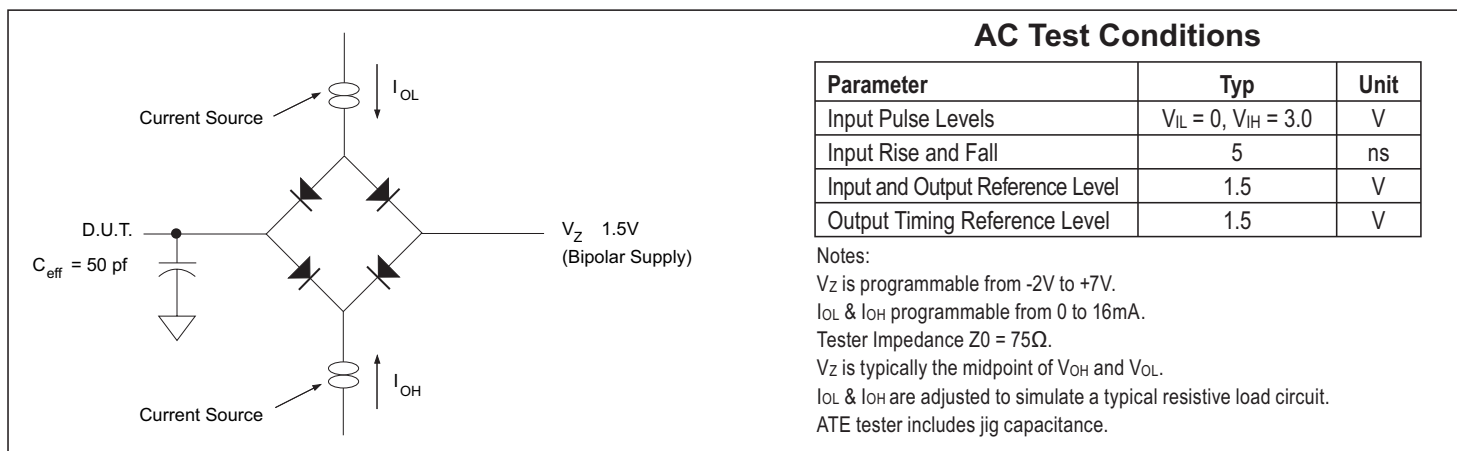 I OL
Current Source
D.U.T.
C eff = 50 pf
V Z 1.5V
(Bipolar Supply)
I OH
Current Source
AC Test Conditions
Parameter Typ Unit
Input Pulse Levels VIL = 0, VIH = 3.0 V
Input Rise and Fall 5 ns
Input and Output Reference Level 1.5 V
Output Timing Reference Level 1.5 V
Notes:
VZ is programmable from -2V to +7V.
IOL & IOH programmable from 0 to 16mA.
Tester Impedance Z0 = 75Ω.
VZ is typically the midpoint of VOH and VOL.
IOL & IOH are adjusted to simulate a typical resistive load circuit.
ATE tester includes jig capacitance.